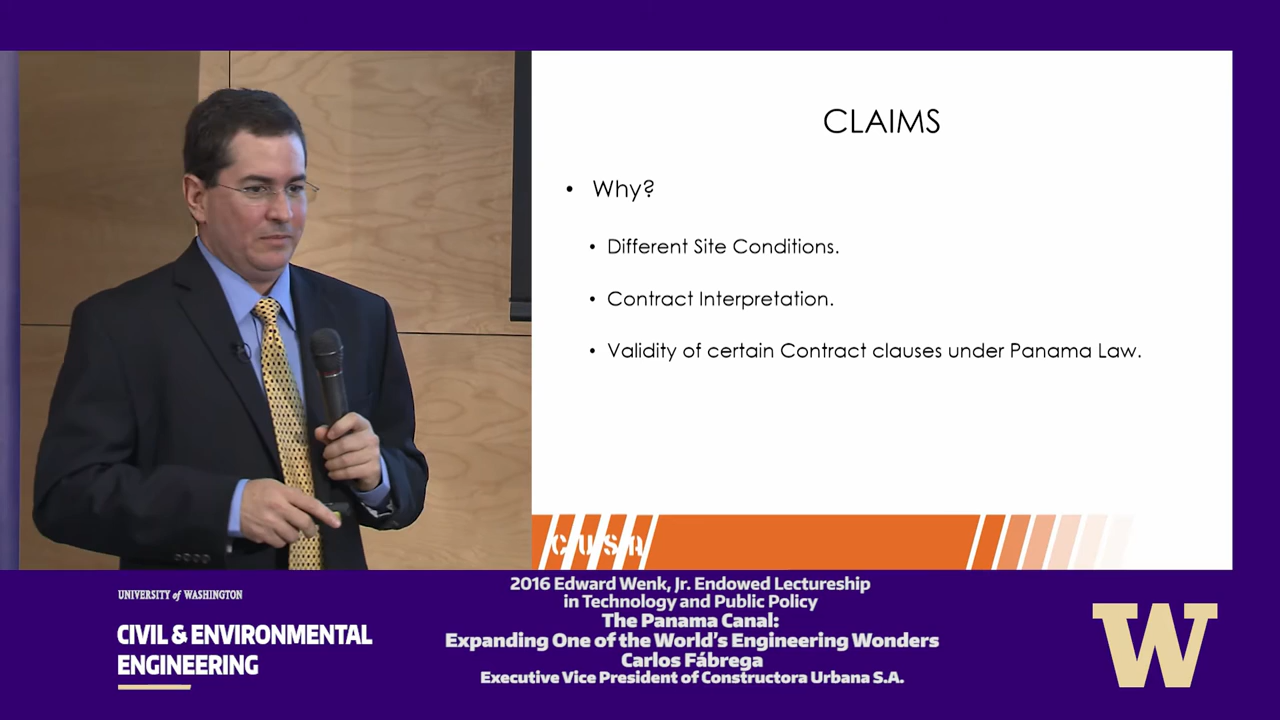 CLAIMS
• Why?
• Different Site Conditions.
• Contract Interpretation.
• Validity of certain Contract clauses under Panama Law.
CUSA
UNIVERSITY of WASHINGTON
CIVIL & ENVIRONMENTAL
ENGINEERING
2016 Edward Wenk, Jr. Endowed Lectureship
in Technology and Public Policy
The Panama Canal:
Expanding One of the World's Engineering Wonders
Carlos Fábrega
Executive Vice President of Constructora Urbana S.A.
W